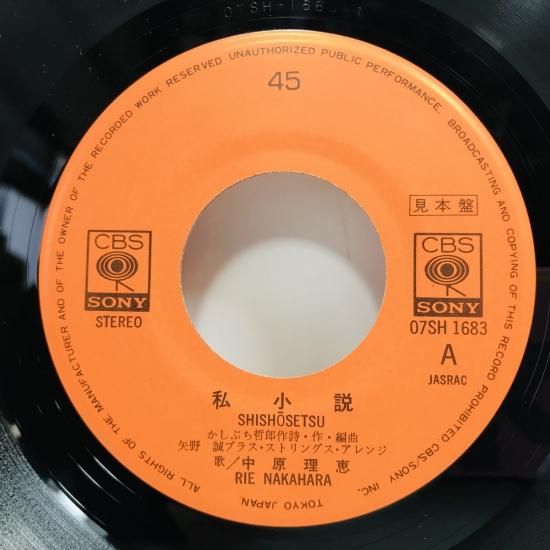 07SH-1683A1
ALL RIGHTS OF THE MANUFACTURER AND OF THE OWNER OF THE RECORDED WORK RESERVED UNAUTHORIZED PUBLIC PERFORMANCE, BROADCASTING AND COPYING OF THIS RECORD PROHIBITED CBS/SONY INC.
TOKYO JAPAN.
45
見本盤
CBS
SONY
STEREO
CBS
SONY
07SH 1683
A
JASRAC
私小説
SHISHŌSETSU
かしぶち哲郎作詩・作・編曲
矢野 誠ブラス・ストリングス・アレンジ
歌/中原理恵
RIE NAKAHARA